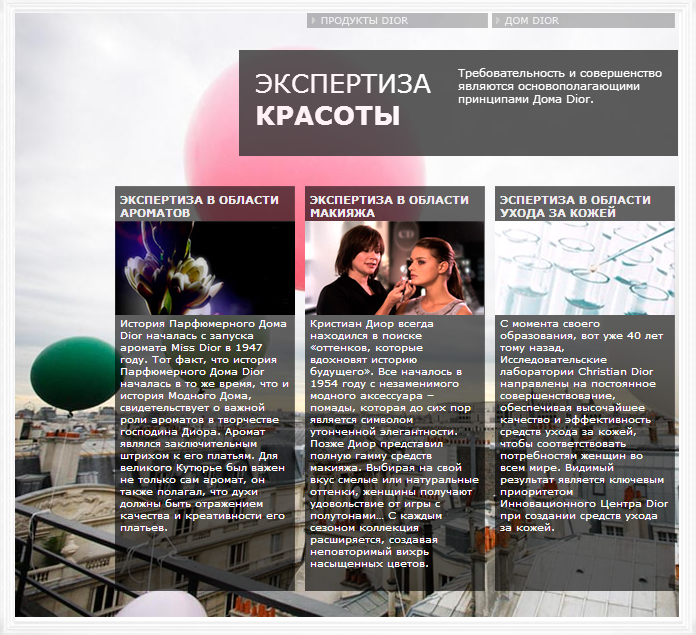 ПРОДУКТЫ DIOR
ДОМ DIOR
ЭКСПЕРТИЗА
КРАСОТЫ
Требовательность и совершенство
являются основополагающими
принципами Дома Dior.
ЭКСПЕРТИЗА В ОБЛАСТИ
АРОМАТОВ
История Парфюмерного Дома
Dior началась с запуска
аромата Miss Dior в 1947
году. Тот факт, что история
Парфюмерного Дома Dior
началась в то же время, что и
история Модного Дома,
свидетельствует о важной
роли ароматов в творчестве
господина Диора. Аромат
являлся заключительным
штрихом к его платьям. Для
великого Кутюрье был важен
не только сам аромат, он
также полагал, что духи
должны быть отражением
качества и креативности его
платьев.
ЭКСПЕРТИЗА В ОБЛАСТИ
МАКИЯЖА
CD
Кристиан Диор всегда
находился в поиске
«оттенков, которые
вдохновят историю
будущего». Все началось в
1954 году с незаменимого
модного аксессуара –
помады, которая до сих пор
является символом
утонченной элегантности.
Позже Диор представил
полную гамму средств
макияжа. Выбирая на свой
вкус смелые или натуральные
оттенки, женщины получают
удовольствие от игры с
полутонами... С каждым
сезоном коллекция
расширяется, создавая
неповторимый вихрь
насыщенных цветов.
ЭСПЕРТИЗА В ОБЛАСТИ
УХОДА ЗА КОЖЕЙ
С момента своего
образования, вот уже 40 лет
тому назад,
Исследовательские
лаборатории Christian Dior
направлены на постоянное
совершенствование,
обеспечивая высочайшее
качество и эффективность
средств ухода за кожей,
чтобы соответствовать
потребностям женщин во
всем мире. Видимый
результат является ключевым
приоритетом
Инновационного Центра Dior
при создании средств ухода
за кожей.